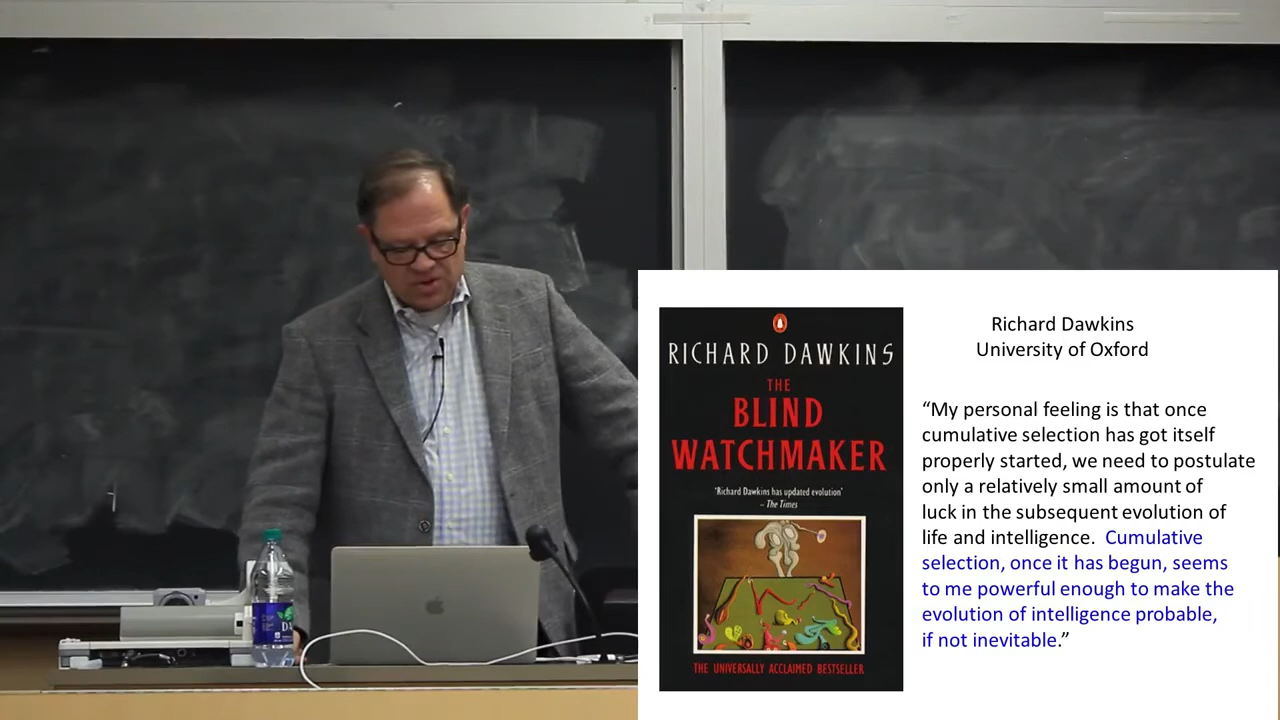 RICHARD DAWKINS
THE
BLIND
WATCHMAKER
'Richard Dawkins has updated evolution'
– The Times
THE UNIVERSALLY ACCLAIMED BESTSELLER
Richard Dawkins
University of Oxford
“My personal feeling is that once
cumulative selection has got itself
properly started, we need to postulate
only a relatively small amount of
luck in the subsequent evolution of
life and intelligence. Cumulative
selection, once it has begun, seems
to me powerful enough to make the
evolution of intelligence probable,
if not inevitable.”